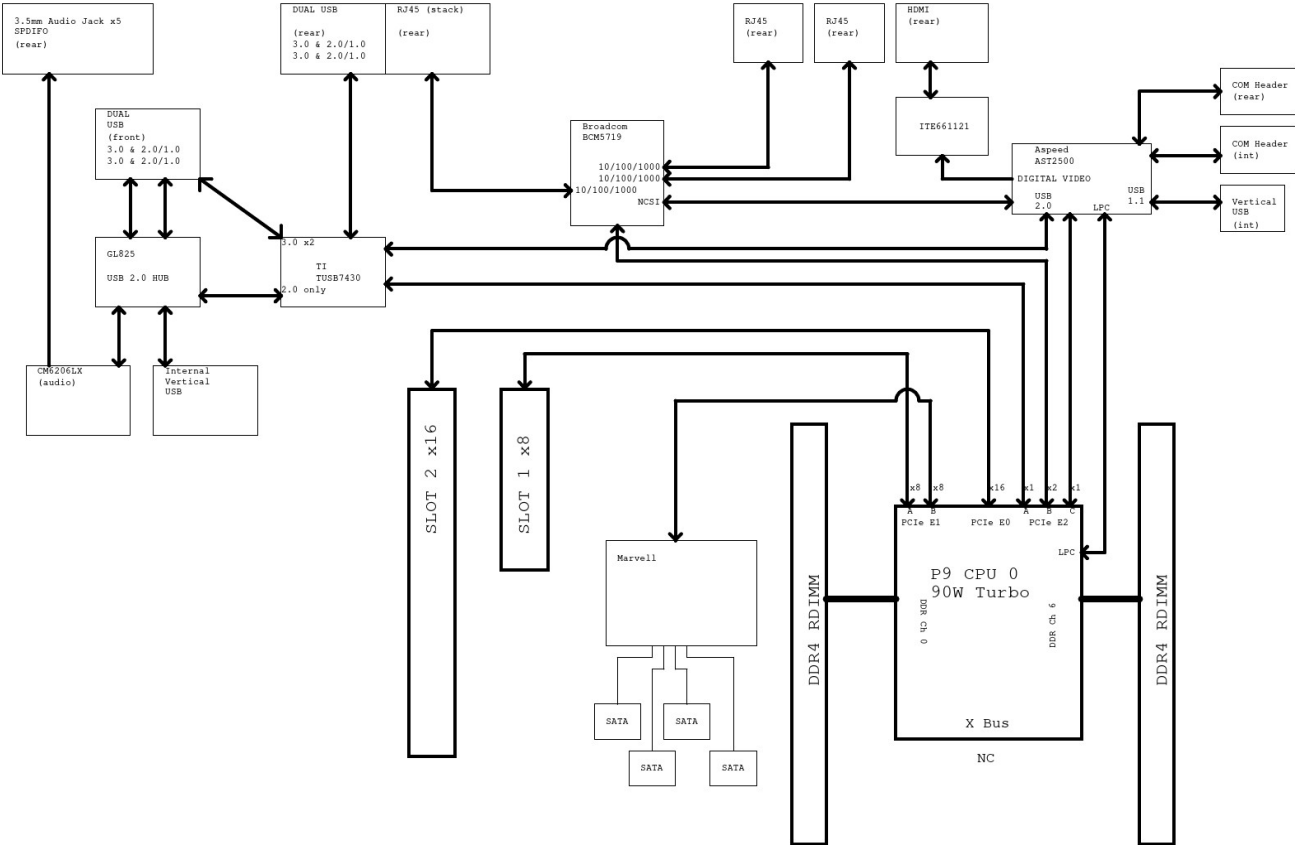 3.5mm Audio Jack x5
SPDIFO
(rear)
DUAL USB
(rear)
3.0 & 2.0/1.0
3.0 & 2.0/1.0
RJ45 (stack)
(rear)
RJ45
(rear)
RJ45
(rear)
HDMI
(rear)
COM Header
(rear)
COM Header
(int)
Vertical
USB
(int)
DUAL
USB
(front)
3.0 & 2.0/1.0
3.0 & 2.0/1.0
Broadcom
BCM5719
10/100/1000
10/100/1000
10/100/1000
NCSI
ITE661121
Aspeed
AST2500
DIGITAL VIDEO
USB
2.0
LPC
USB
1.1
GL825
USB 2.0 HUB
3.0 x2
TI
TUSB7430
2.0 only
CM6206LX
(audio)
Internal
Vertical
USB
SLOT 2 x16
SLOT 1 x8
Marvell
SATA
SATA
SATA
SATA
DDR4 RDIMM
x8 x8 x16 x1 x2 x1
A B A B C
PCIe E1 PCIe E0 PCIe E2
LPC
P9 CPU 0
90W Turbo
DDR Ch 0
DDR Ch 6
X Bus
NC
DDR4 RDIMM